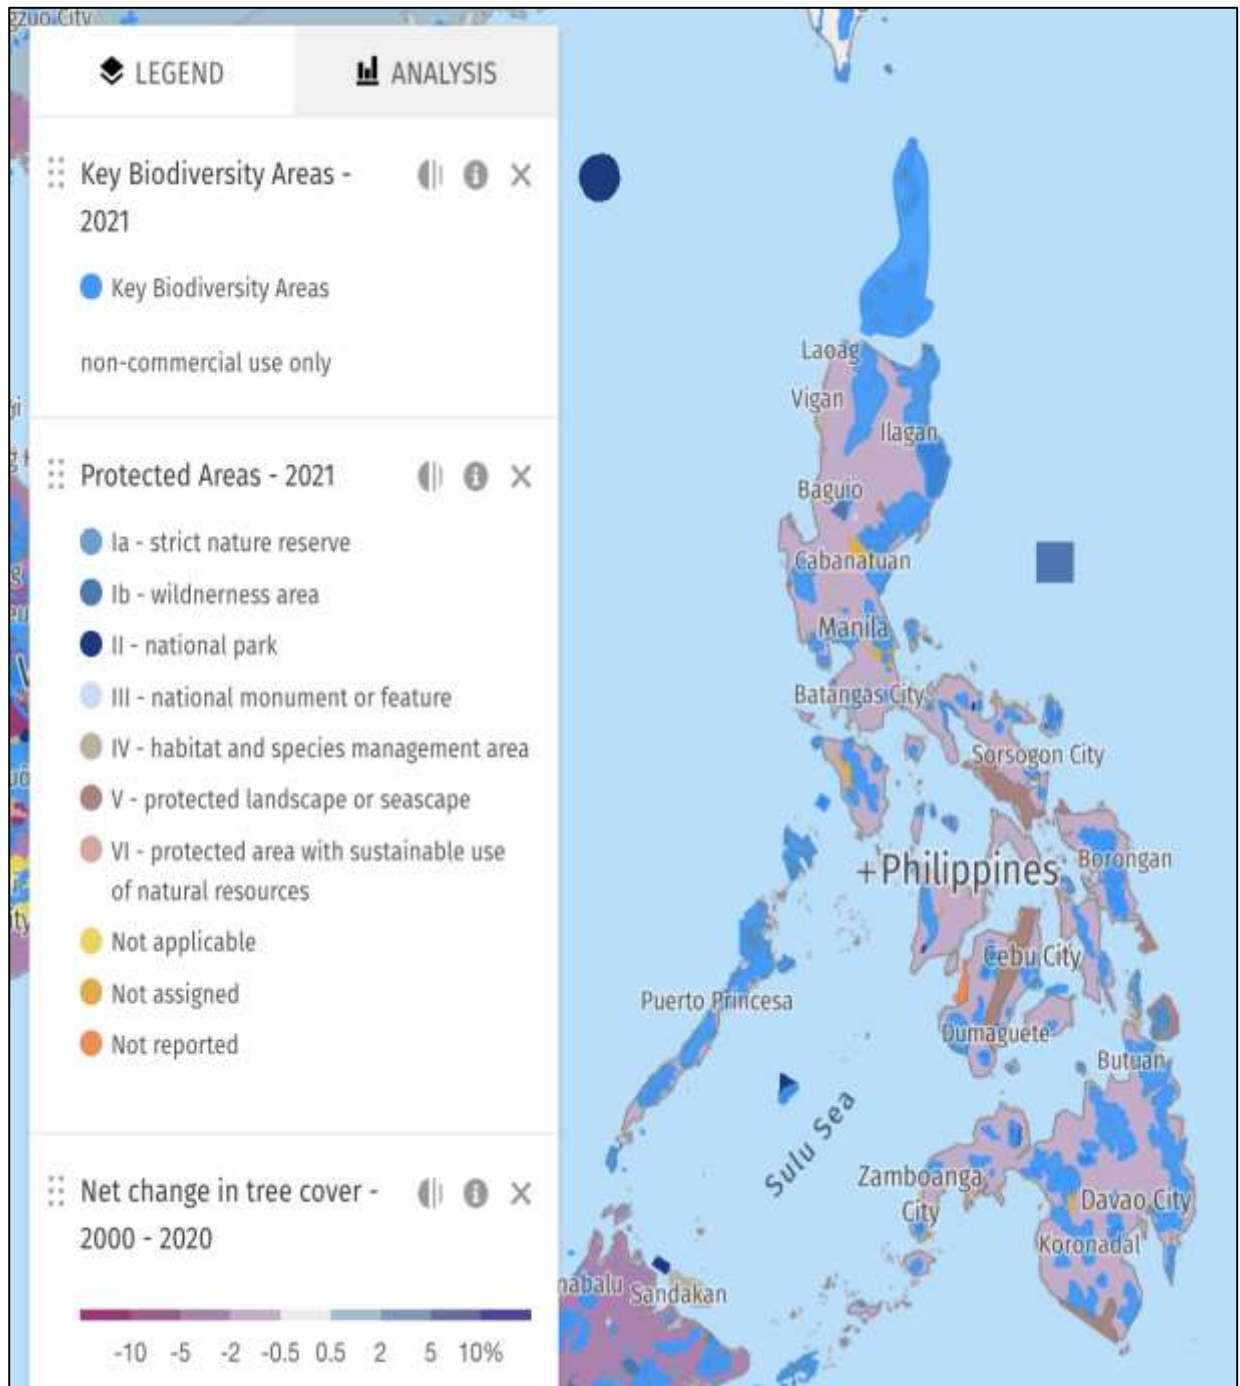 gzuo City
LEGEND
ANALYSIS
Key Biodiversity Areas -
2021
Key Biodiversity Areas
non-commercial use only
Protected Areas - 2021
Ia - strict nature reserve
Ib - wildnerness area
II - national park
III - national monument or feature
IV - habitat and species management area
V - protected landscape or seascape
VI - protected area with sustainable use
of natural resources
Not applicable
Not assigned
Not reported
Net change in tree cover -
2000 - 2020
-10 -5 -2 -0.5 0.5 2 5 10%
Laoag
Vigan
Ilagan
Baguio
Cabanatuan
Manila
Batangas City
Sorsogon City
+Philippines
Borongan
Cebu City
Puerto Princesa
Dumaguete
Butuan
Sulu Sea
Zamboanga
City
Davao City
Koronadal
nabalu
Sandakan